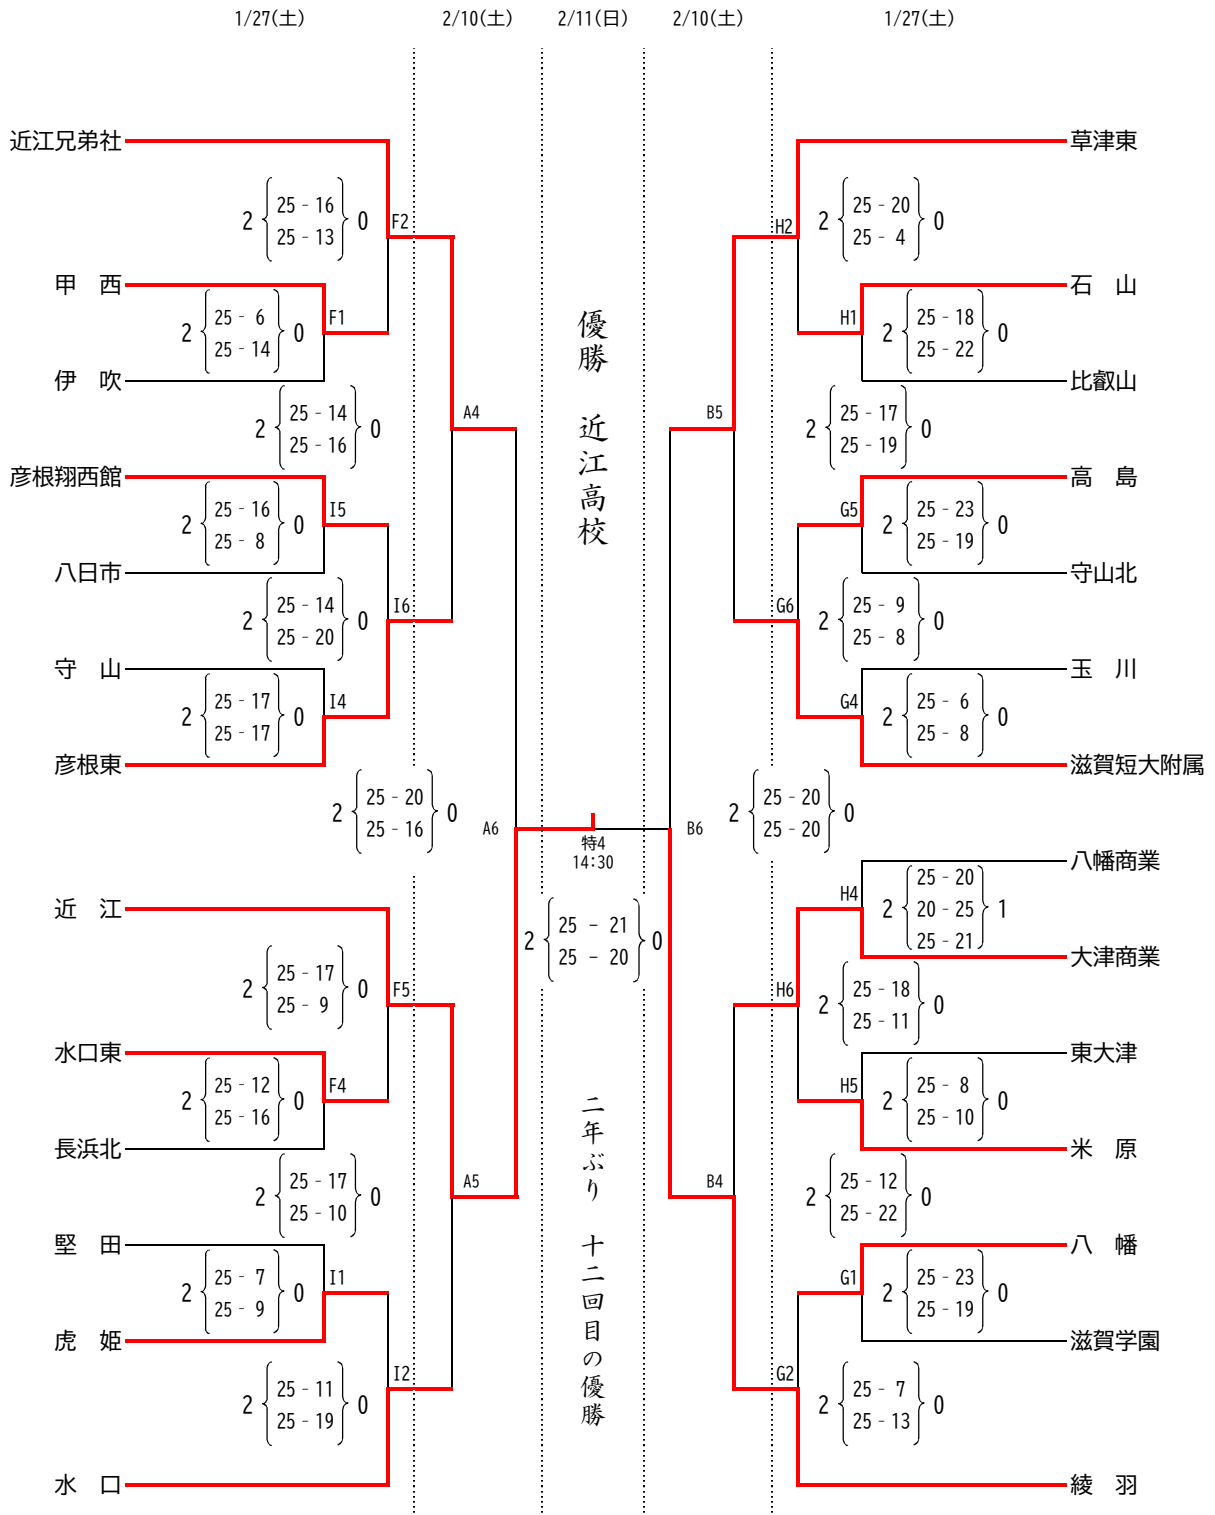 1/27(土) 2/10(土) 2/11(日) 2/10(土) 1/27(土)
近江兄弟社
2 25 - 16 0
25 - 13
F2
甲　西
2 25 - 6 0
25 - 14
F1
伊　吹
2 25 - 14 0
25 - 16
A4
彦根翔西館
2 25 - 16 0
25 - 8
I5
八日市
2 25 - 14 0
25 - 20
I6
守　山
2 25 - 17 0
25 - 17
I4
彦根東
2 25 - 20 0
25 - 16
A6
近　江
2 25 - 17 0
25 - 9
F5
水口東
2 25 - 12 0
25 - 16
F4
長浜北
2 25 - 17 0
25 - 10
A5
堅　田
2 25 - 7 0
25 - 9
I1
虎　姫
2 25 - 11 0
25 - 19
I2
水　口
優勝　近江高校
特4
14:30
2 25 - 21 0
25 - 20
二年ぶり　十二回目の優勝
草津東
H2
2 25 - 20 0
25 - 4
石　山
H1
2 25 - 18 0
25 - 22
比叡山
B5
2 25 - 17 0
25 - 19
高　島
G5
2 25 - 23 0
25 - 19
守山北
G6
2 25 - 9 0
25 - 8
玉　川
G4
2 25 - 6 0
25 - 8
滋賀短大附属
B6
2 25 - 20 0
25 - 20
八幡商業
H4
2 25 - 20 1
20 - 25
25 - 21
大津商業
H6
2 25 - 18 0
25 - 11
東大津
H5
2 25 - 8 0
25 - 10
米　原
B4
2 25 - 12 0
25 - 22
八　幡
G1
2 25 - 23 0
25 - 19
滋賀学園
G2
2 25 - 7 0
25 - 13
綾　羽